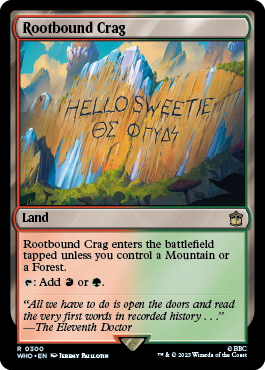 Rootbound Crag
HELLO SWEETIE
ΘΣ Φ ΓΥΔS
Land
Rootbound Crag enters the battlefield
tapped unless you control a Mountain or
a Forest.
: Add or .
“All we have to do is open the doors and read
the very first words in recorded history . . .”
—The Eleventh Doctor
R 0300
WHO • EN Jeremy Paillotin
© BBC
™ & © 2023 Wizards of the Coast